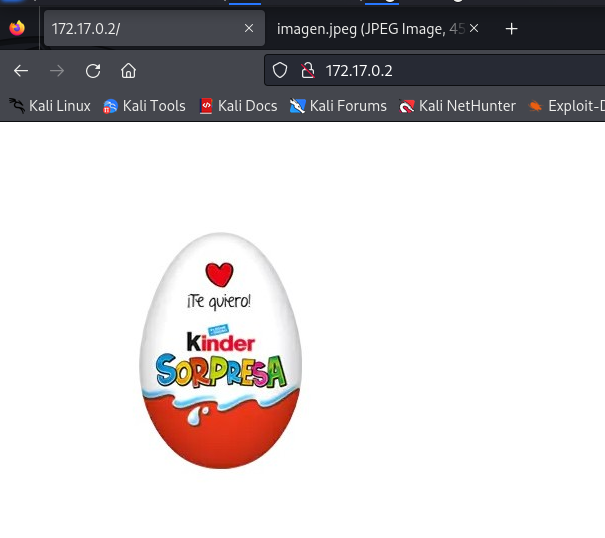 172.17.0.2/
imagen.jpeg (JPEG Image, 45
172.17.0.2
Kali Linux Kali Tools Kali Docs Kali Forums Kali NetHunter Exploit-D
¡Te quiero!
kinder
SORPRESA